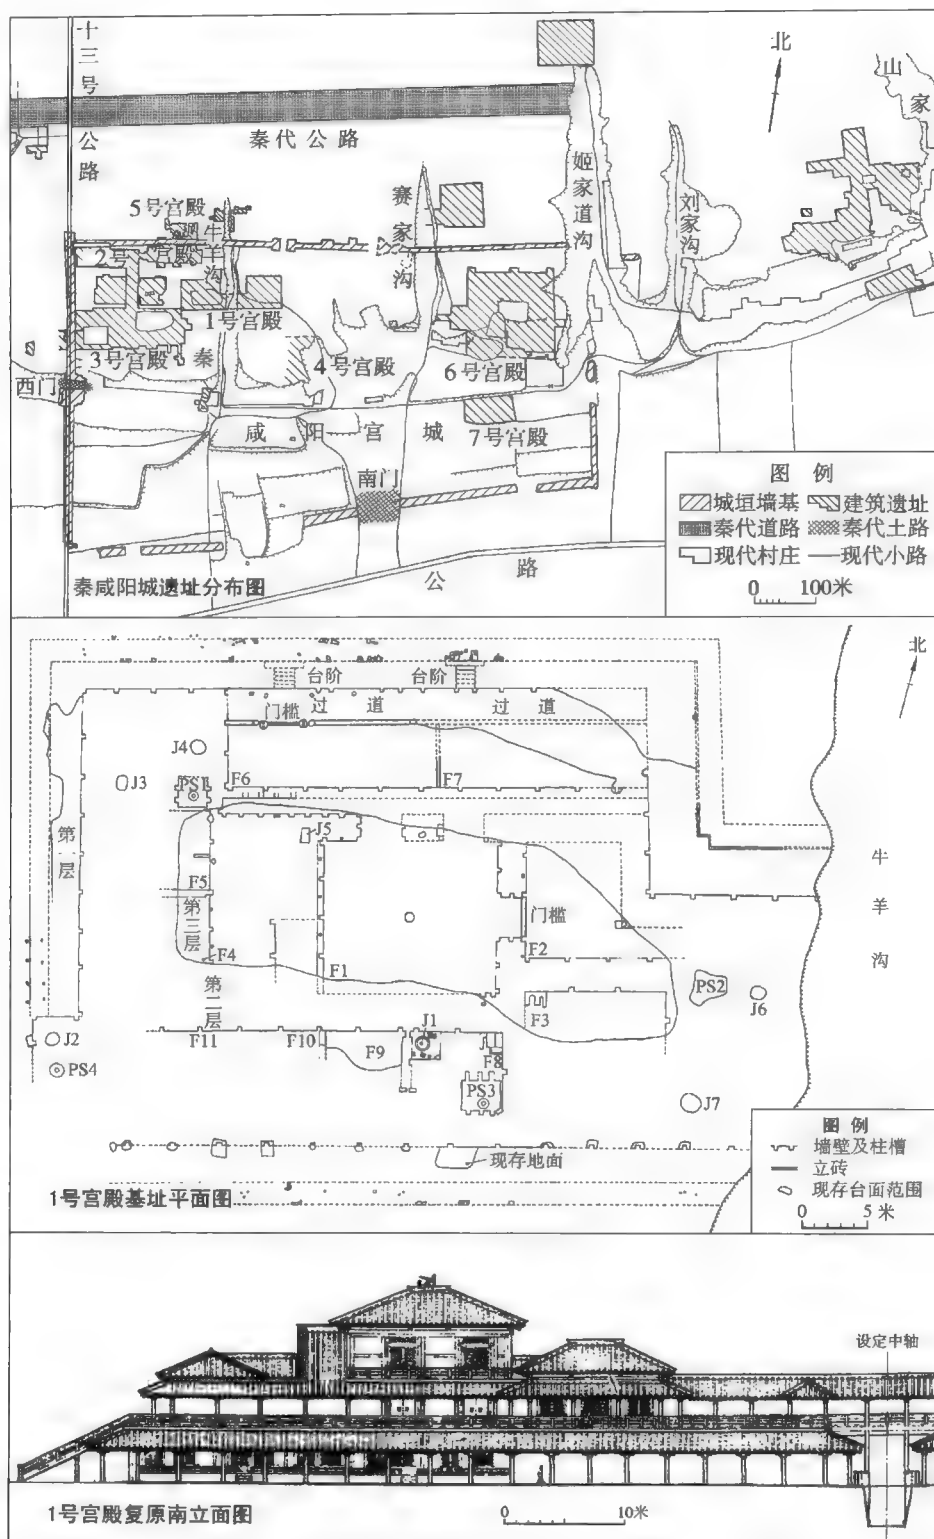 十三号公路
北
山家
秦代公路
姬家道沟
赛家沟
刘家沟
5号宫殿
牛羊沟
2号
宫殿
1号宫殿
秦
3号宫殿
4号宫殿
6号宫殿
西门
咸阳宫城
7号宫殿
南门
图例
城垣墙基
建筑遗址
秦代道路
秦代土路
现代村庄
现代小路
0 100米
公路
秦咸阳城遗址分布图
北
台阶
台阶
门槛
过道
过道
J4
J3
PS1
F6
F7
第一层
J5
F5
第三层
门槛
牛羊沟
F4
F2
F1
第二层
PS2
J6
F3
J1
J2
F11
F10
F9
F8
PS4
PS3
J7
图例
墙壁及柱槽
立砖
现存台面范围
0 5米
现存地面
1号宫殿基址平面图
设定中轴
1号宫殿复原南立面图
0 10米